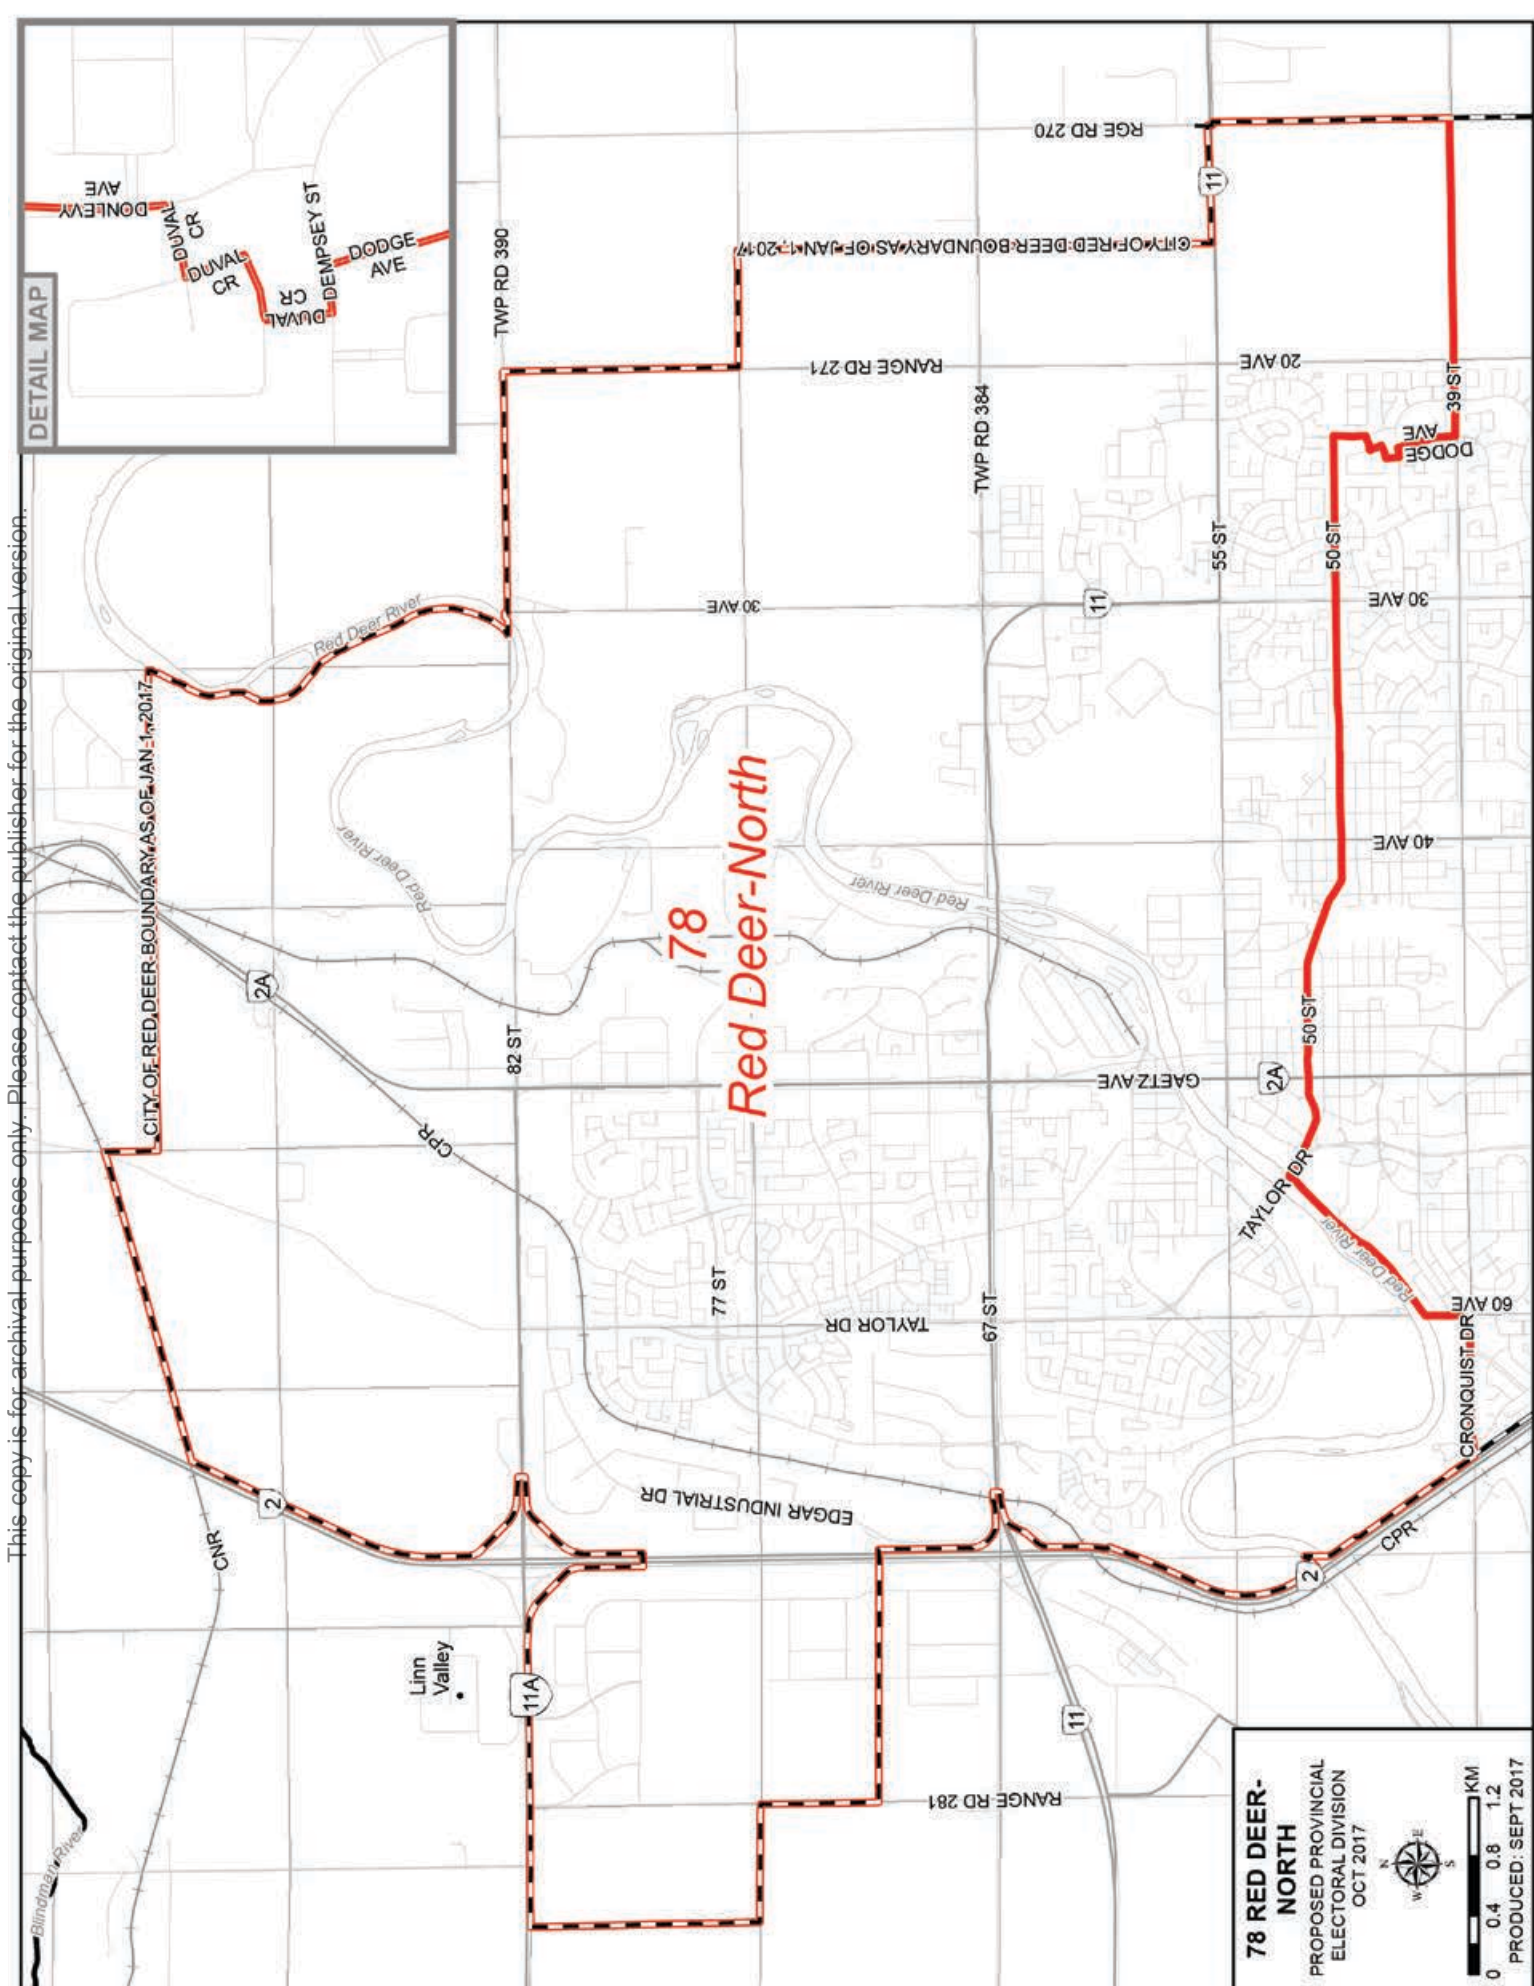 This copy is for archival purposes only. Please contact the publisher for the original version.
DETAIL MAP
DONLEVY
AVE
DUVAL
CR
DUVAL
CR
DUVAL
CR
DEMPSEY ST
DODGE
AVE
Blindman River
CNR
2
Linn
Valley
11A
CITY OF RED DEER BOUNDARY AS OF JAN 1, 2017
2A
CPR
82 ST
Red Deer River
Red Deer River
TWP RD 390
RANGE RD 271
CITY OF RED DEER BOUNDARY AS OF JAN 1, 2017
RGE RD 270
11
EDGAR INDUSTRIAL DR
77 ST
TAYLOR DR
67 ST
78
Red Deer-North
Red Deer River
30 AVE
TWP RD 384
RANGE RD 281
11
GAETZ AVE
2A
11
55 ST
20 AVE
2
CPR
CRONQUIST DR
60 AVE
Red Deer River
TAYLOR DR
50 ST
40 AVE
50 ST
30 AVE
DODGE
AVE
39 ST
78 RED DEER-
NORTH
PROPOSED PROVINCIAL
ELECTORAL DIVISION
OCT 2017
N
W E
S
KM
0 0.4 0.8 1.2
PRODUCED: SEPT 2017